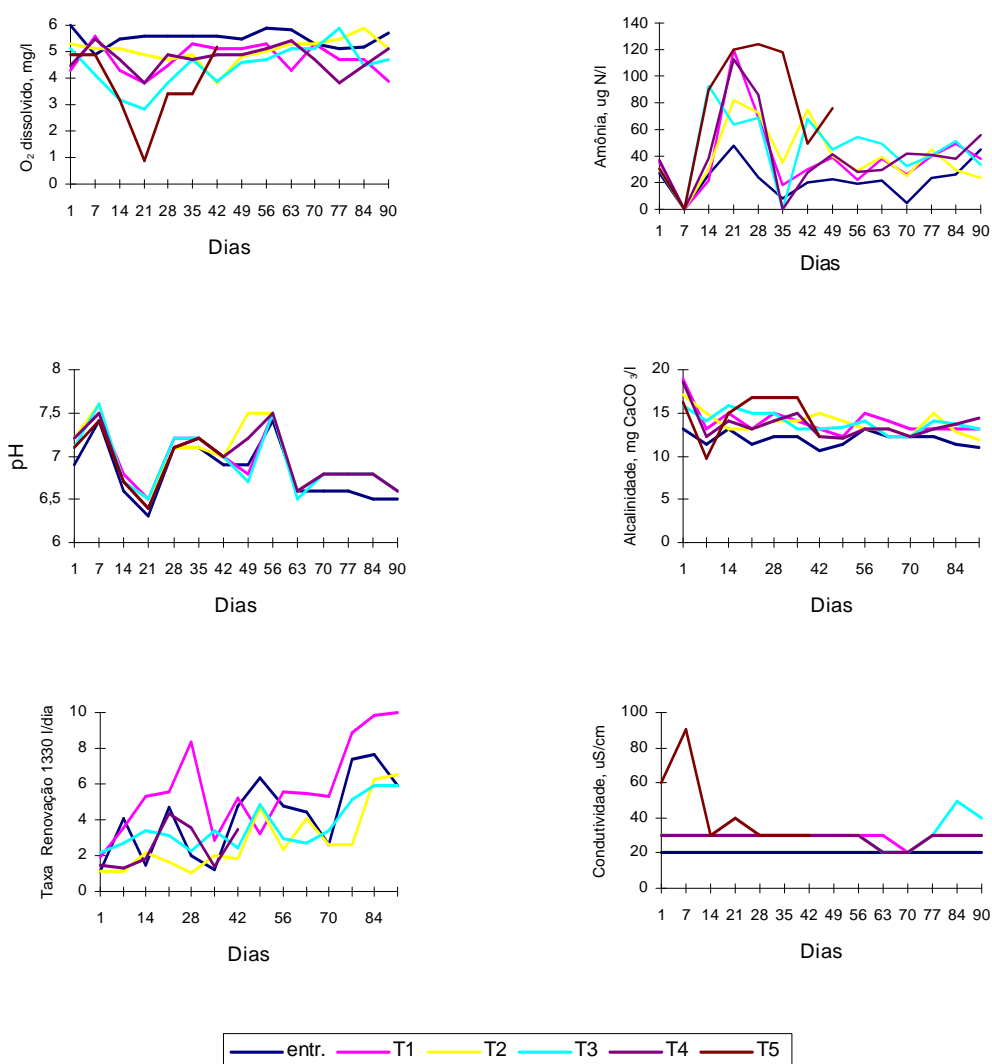 O₂ dissolvido, mg/l
6
5
4
3
2
1
0
1 7 14 21 28 35 42 49 56 63 70 77 84 90
Dias
Amônia, ug N/l
140
120
100
80
60
40
20
0
1 7 14 21 28 35 42 49 56 63 70 77 84 90
Dias
pH
8
7,5
7
6,5
6
1 7 14 21 28 35 42 49 56 63 70 77 84 90
Dias
Alcalinidade, mg CaCO ₃/l
20
15
10
5
0
1 14 28 42 56 70 84
Dias
Taxa Renovação 1330 l/dia
10
8
6
4
2
0
1 14 28 42 56 70 84
Dias
Condutividade, uS/cm
100
80
60
40
20
0
1 7 14 21 28 35 42 49 56 63 70 77 84 90
Dias
entr. T1 T2 T3 T4 T5